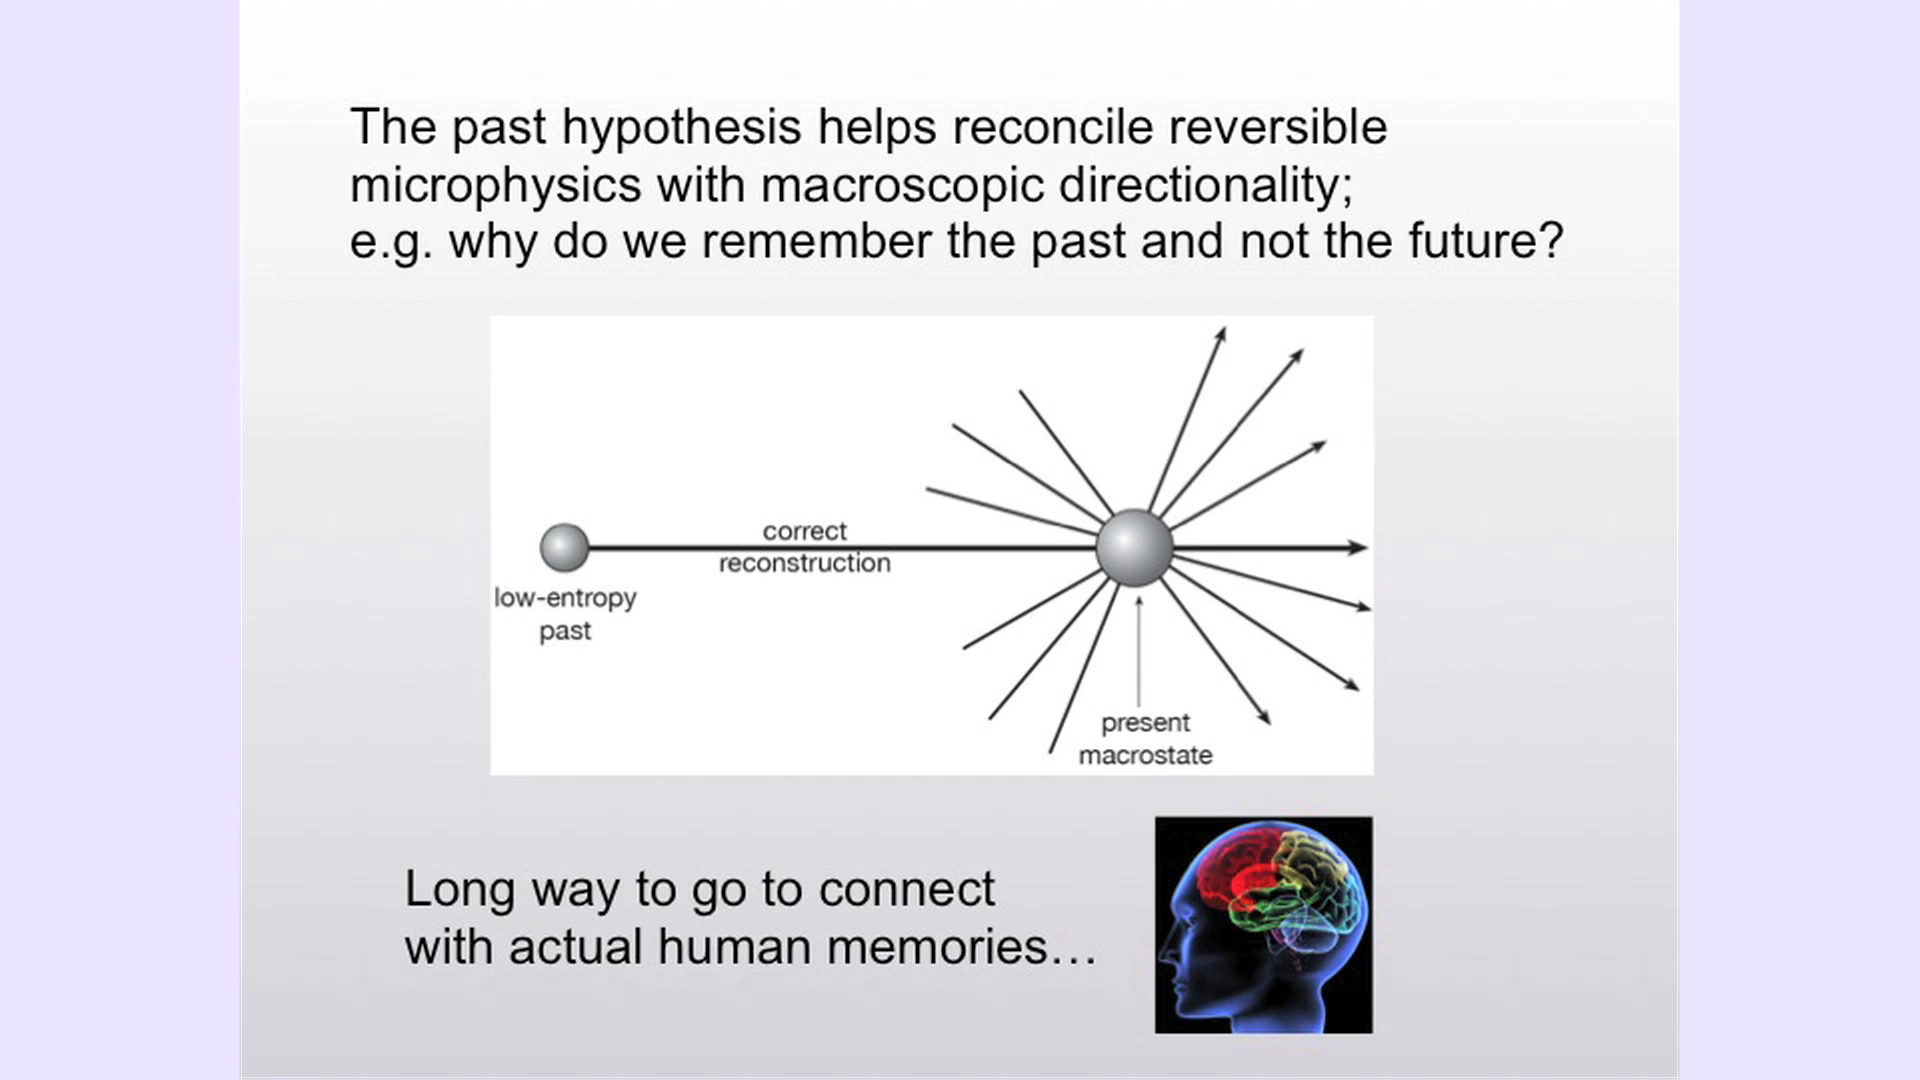 The past hypothesis helps reconcile reversible
microphysics with macroscopic directionality;
e.g. why do we remember the past and not the future?
correct
reconstruction
low-entropy
past
present
macrostate
Long way to go to connect
with actual human memories…